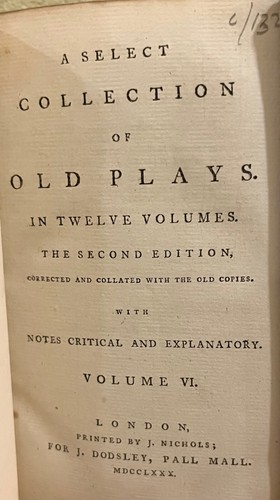 c/132
A SELECT
COLLECTION
OF
OLD PLAYS.
IN TWELVE VOLUMES.
THE SECOND EDITION,
CORRECTED AND COLLATED WITH THE OLD COPIES.
WITH
NOTES CRITICAL AND EXPLANATORY.
VOLUME VI.
LONDON,
PRINTED BY J. NICHOLS;
FOR J. DODSLEY, PALL MALL.
MDCCLXXX.